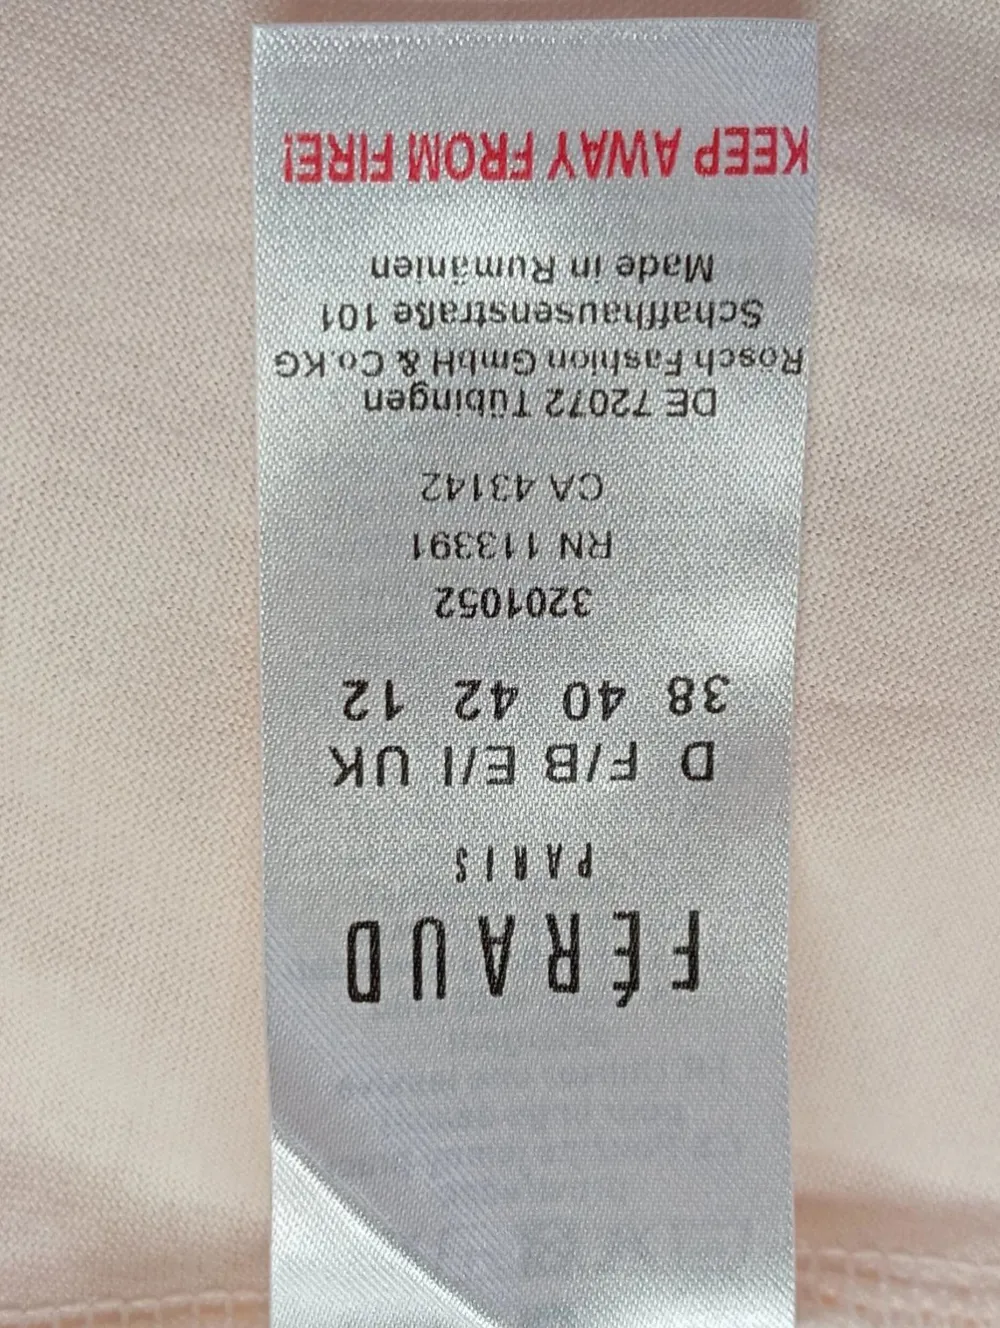 FÉRAUD
PARIS
D F/B E/I UK
38 40 42 12
3201052
RN 113391
CA 43142
DE 72072 Tübingen
Rosch Fashion GmbH & Co.KG
Schaffhausenstraße 101
Made in Rumänien
KEEP AWAY FROM FIRE!